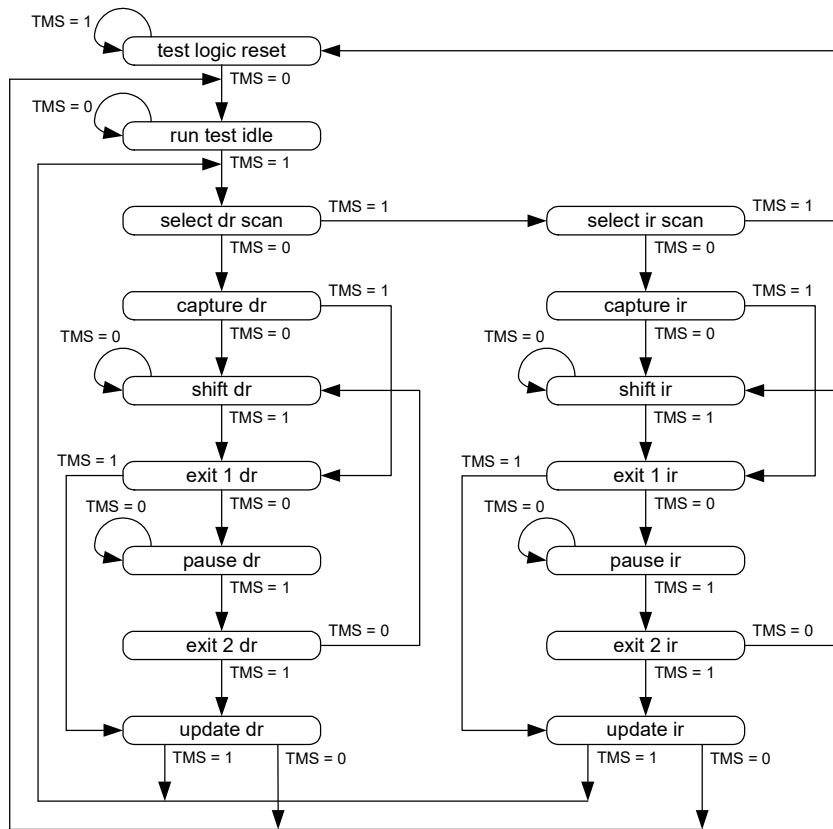 TMS = 1
test logic reset
TMS = 0
TMS = 0
run test idle
TMS = 1
select dr scan
TMS = 1
select ir scan
TMS = 1
TMS = 0
TMS = 0
capture dr
TMS = 1
capture ir
TMS = 1
TMS = 0
TMS = 0
TMS = 0
TMS = 0
shift dr
shift ir
TMS = 1
TMS = 1
TMS = 1
exit 1 dr
TMS = 1
exit 1 ir
TMS = 0
TMS = 0
TMS = 0
TMS = 0
pause dr
pause ir
TMS = 1
TMS = 1
exit 2 dr
TMS = 0
exit 2 ir
TMS = 0
TMS = 1
TMS = 1
update dr
update ir
TMS = 1
TMS = 0
TMS = 1
TMS = 0